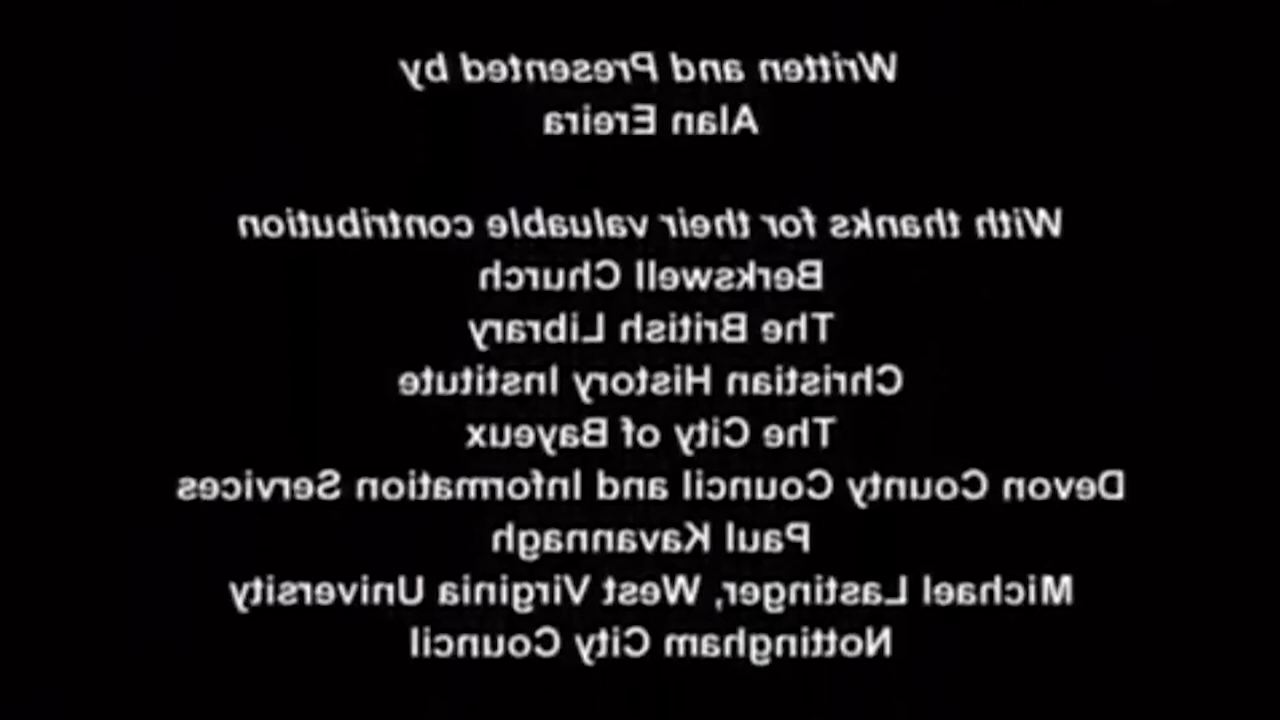 Written and Presented by
Alan Ereira
With thanks for their valuable contribution
Berkswell Church
The British Library
Christian History Institute
The City of Bayeux
Devon County Council and Information Services
Paul Kavannagh
Michael Lastinger, West Virginia University
Nottingham City Council